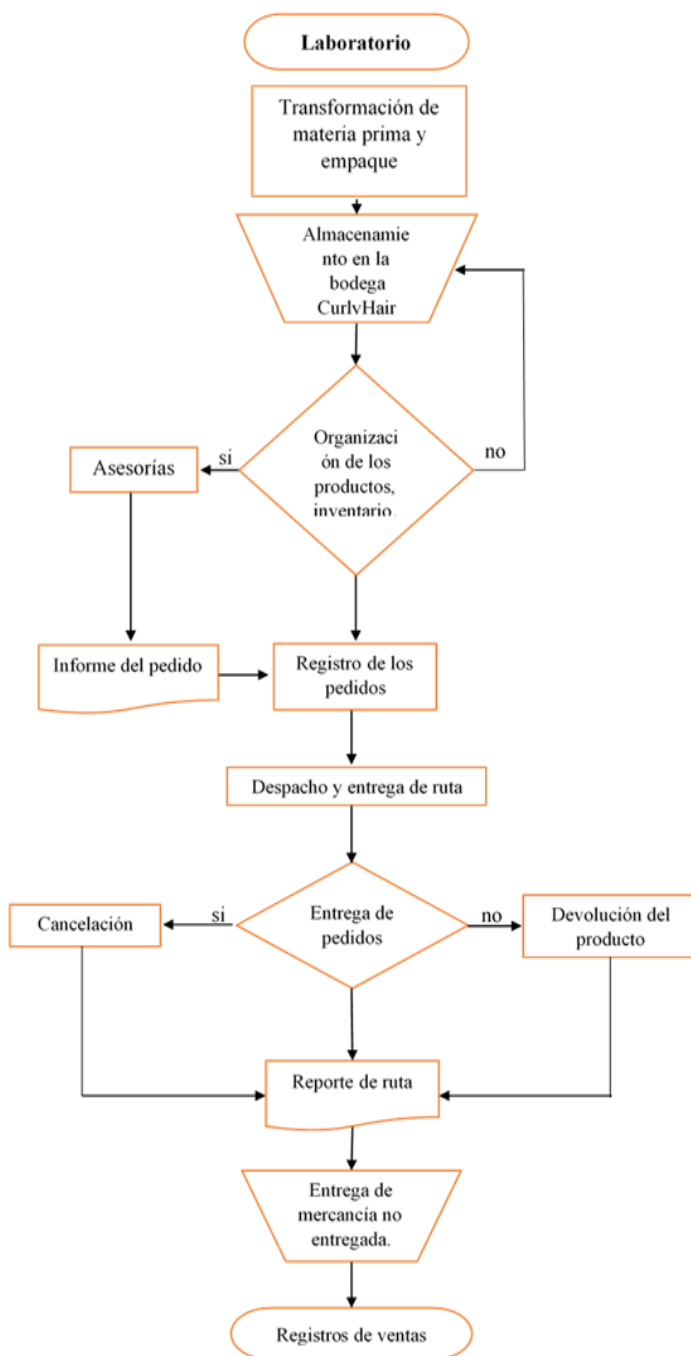 Laboratorio
Transformación de
materia prima y
empaque
Almacenamie
nto en la
bodega
CurlyHair
Organizaci
ón de los
productos,
inventario.
no
si
Asesorías
Informe del pedido
Registro de los
pedidos
Despacho y entrega de ruta
Entrega de
pedidos
si
no
Cancelación
Devolución del
producto
Reporte de ruta
Entrega de
mercancía no
entregada.
Registros de ventas